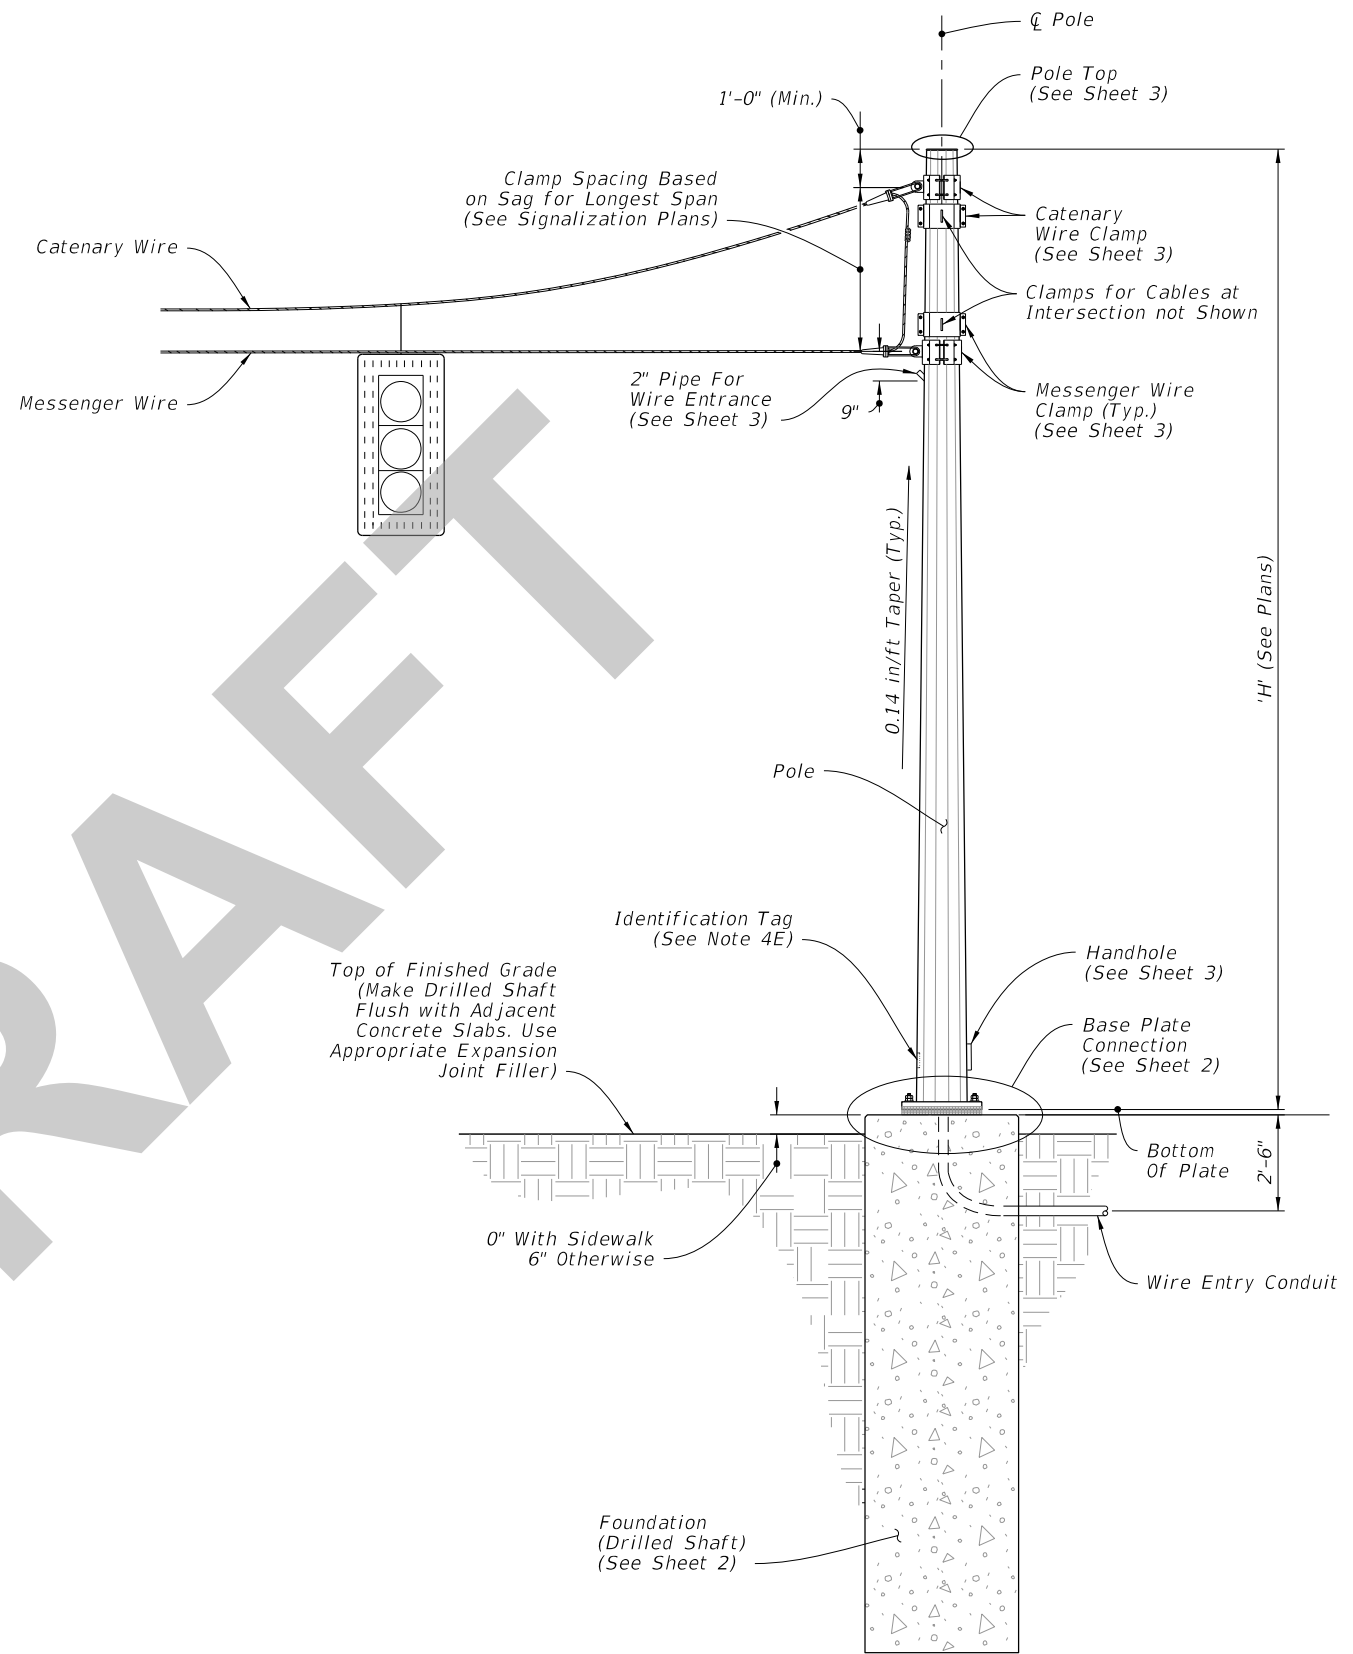 ℄ Pole
Pole Top
(See Sheet 3)
1'-0" (Min.)
Clamp Spacing Based
on Sag for Longest Span
(See Signalization Plans)
Catenary Wire
Catenary
Wire Clamp
(See Sheet 3)
Clamps for Cables at
Intersection not Shown
Messenger Wire
2" Pipe For
Wire Entrance
(See Sheet 3)
9"
Messenger Wire
Clamp (Typ.)
(See Sheet 3)
0.14 in/ft Taper (Typ.)
'H' (See Plans)
Pole
Identification Tag
(See Note 4E)
Handhole
(See Sheet 3)
Top of Finished Grade
(Make Drilled Shaft
Flush with Adjacent
Concrete Slabs. Use
Appropriate Expansion
Joint Filler)
Base Plate
Connection
(See Sheet 2)
Bottom
Of Plate
2'-6"
0" With Sidewalk
6" Otherwise
Wire Entry Conduit
Foundation
(Drilled Shaft)
(See Sheet 2)
RAFT